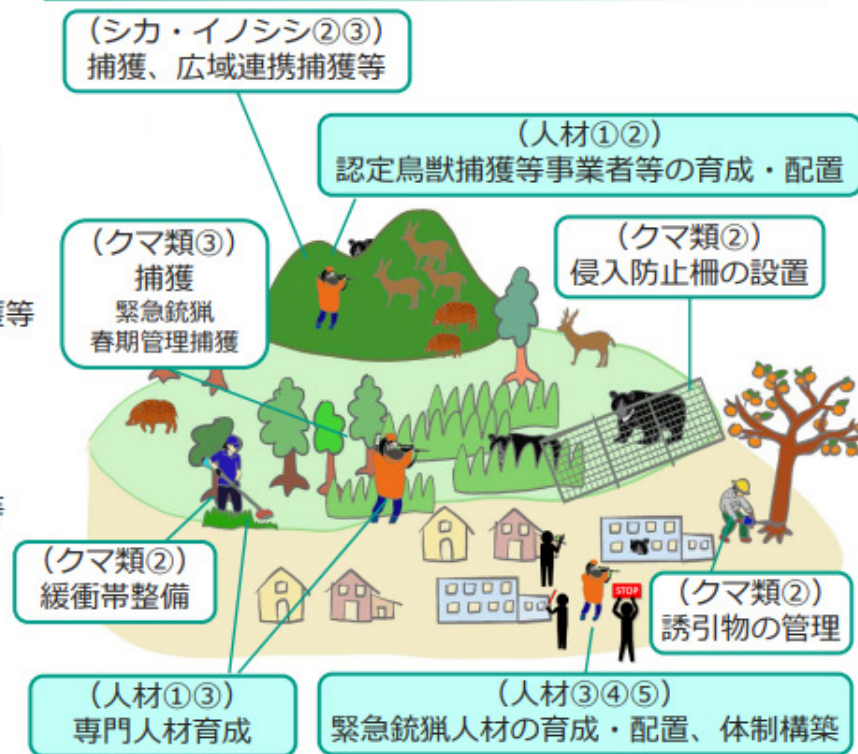 （シカ・イノシシ②③）
捕獲、広域連携捕獲等
（人材①②）
認定鳥獣捕獲等事業者等の育成・配置
（クマ類③）
捕獲
緊急銃猟
春期管理捕獲
（クマ類②）
侵入防止柵の設置
等
（クマ類②）
緩衝帯整備
STOP
（クマ類②）
誘引物の管理
（人材①③）
専門人材育成
（人材③④⑤）
緊急銃猟人材の育成・配置、体制構築